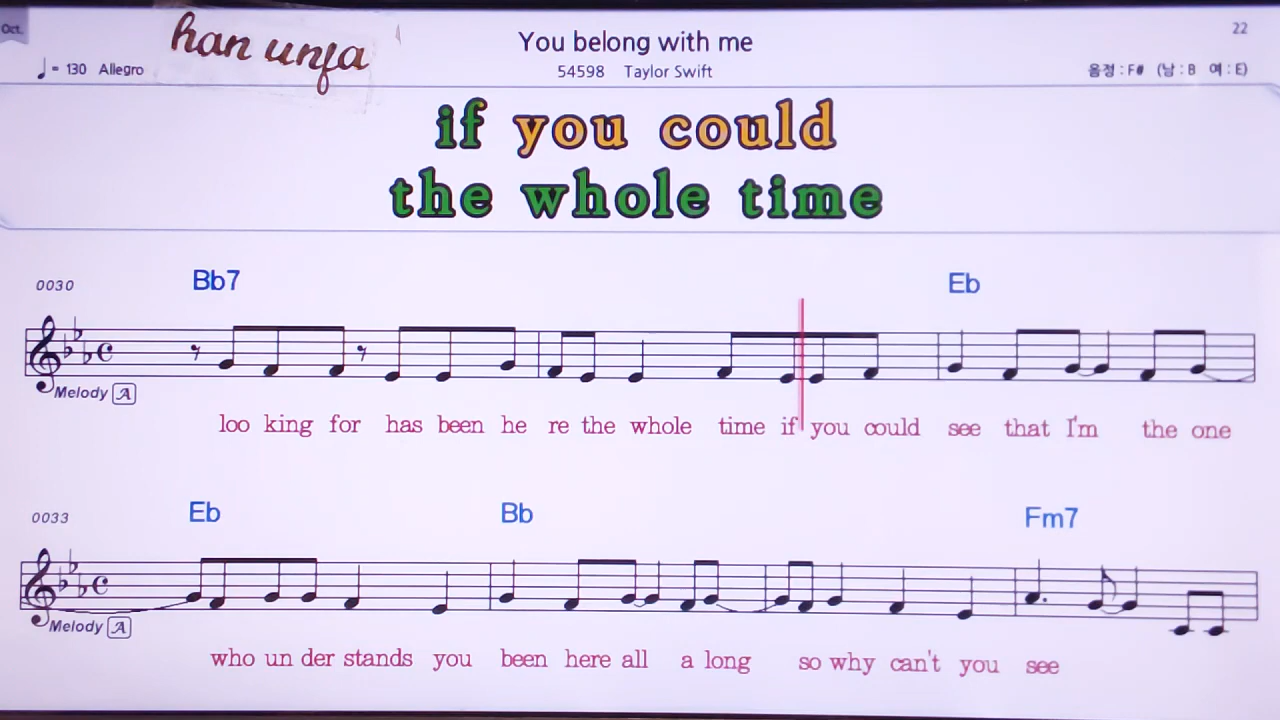 Oct.
han unfa
You belong with me
22
= 130 Allegro
54598 Taylor Swift
음정 : F# (남 : B 여 : E)
if you could
the whole time
0030
Bb7
Eb
Melody A
loo king for has been he re the whole time if you could see that I'm the one
0033
Eb
Bb
Fm7
Melody A
who un der stands you been here all a long so why can't you see